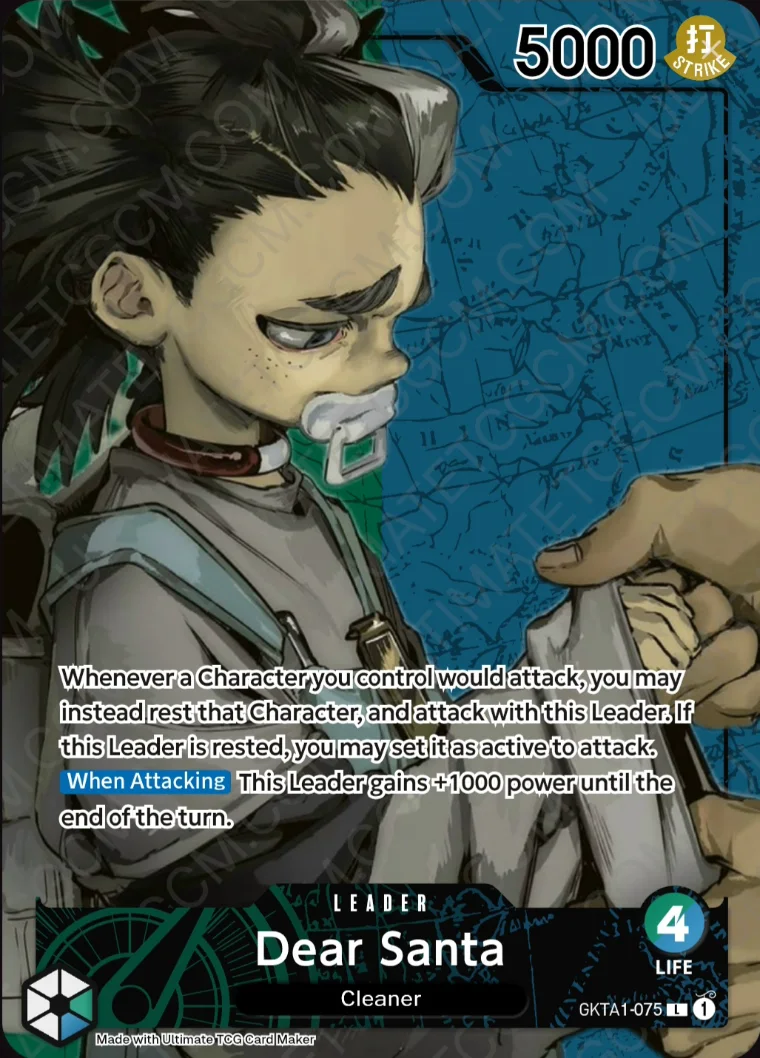 5000
打
STRIKE
Whenever a Character you control would attack, you may
instead rest that Character, and attack with this Leader. If
this Leader is rested, you may set it as active to attack.
When Attacking This Leader gains +1000 power until the
end of the turn.
LEADER
4
Dear Santa
LIFE
Cleaner
GKTA1-075 L 1
Made with Ultimate TCG Card Maker